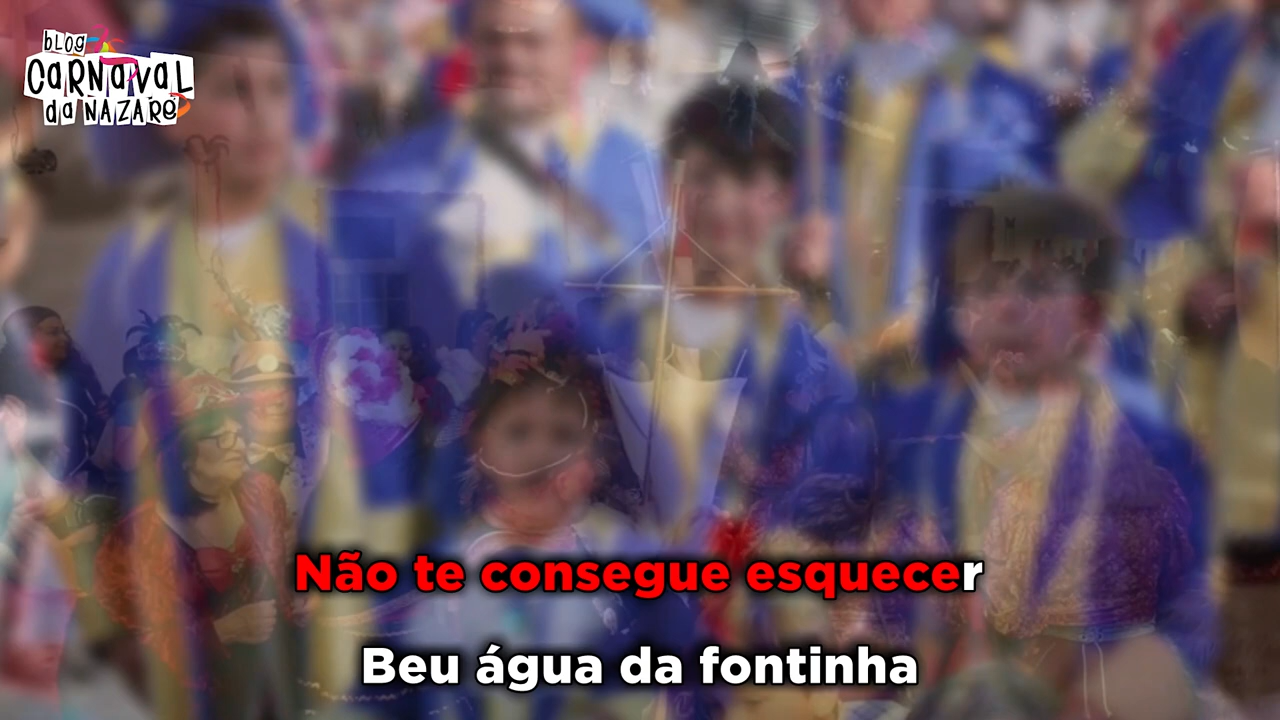 BLOG
CARNAVAL
da NAZARÉ
Não te consegue esquecer
Beu água da fontinha